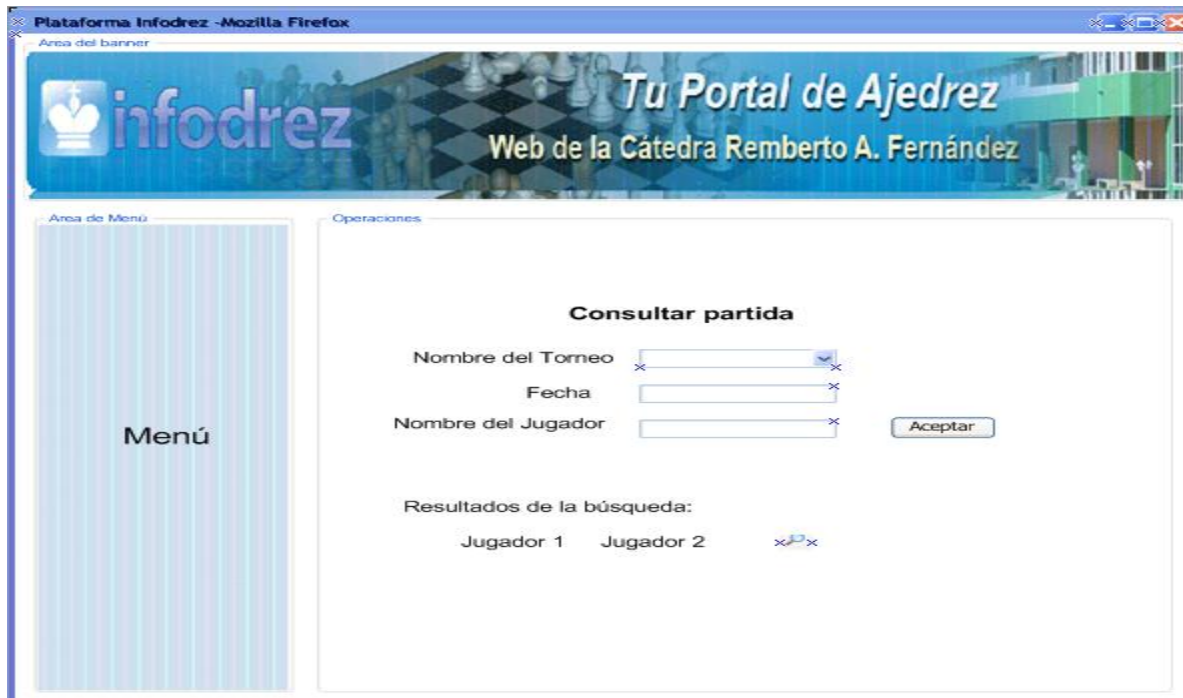 Plataforma Infodrez -Mozilla Firefox
Area del banner
infodrez
Tu Portal de Ajedrez
Web de la Cátedra Remberto A. Fernández
Area de Menú
Operaciones
Menú
Consultar partida
Nombre del Torneo
Fecha
Nombre del Jugador
Aceptar
Resultados de la búsqueda:
Jugador 1 Jugador 2